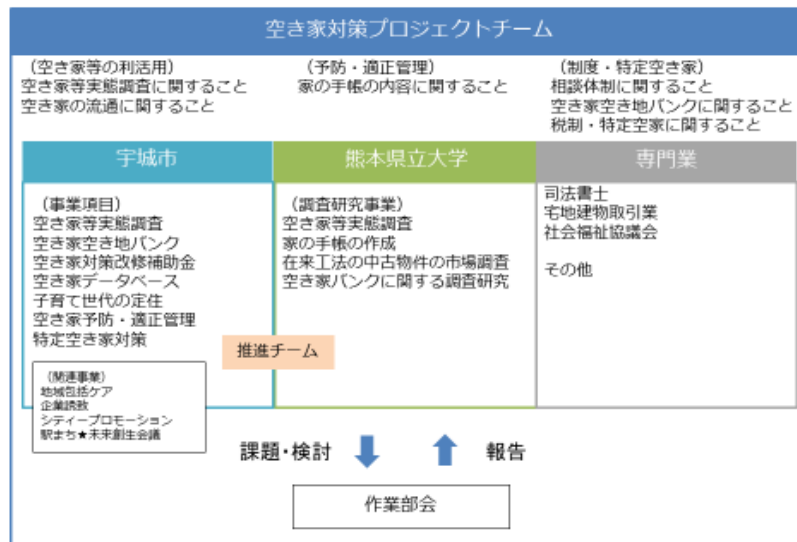 空き家対策プロジェクトチーム
（空き家等の利活用）
空き家等実態調査に関すること
空き家の流通に関すること
（予防・適正管理）
家の手帳の内容に関すること
（制度・特定空き家）
相談体制に関すること
空き家空き地バンクに関すること
税制・特定空家に関すること
宇城市
（事業項目）
空き家等実態調査
空き家空き地バンク
空き家対策改修補助金
空き家データベース
子育て世代の定住
空き家予防・適正管理
特定空き家対策
（関連事業）
地域包括ケア
企業誘致
シティープロモーション
駅まち★未来創生会議
熊本県立大学
（調査研究事業）
空き家等実態調査
家の手帳の作成
在来工法の中古物件の市場調査
空き家バンクに関する調査研究
専門業
司法書士
宅地建物取引業
社会福祉協議会
その他
推進チーム
課題・検討
報告
作業部会